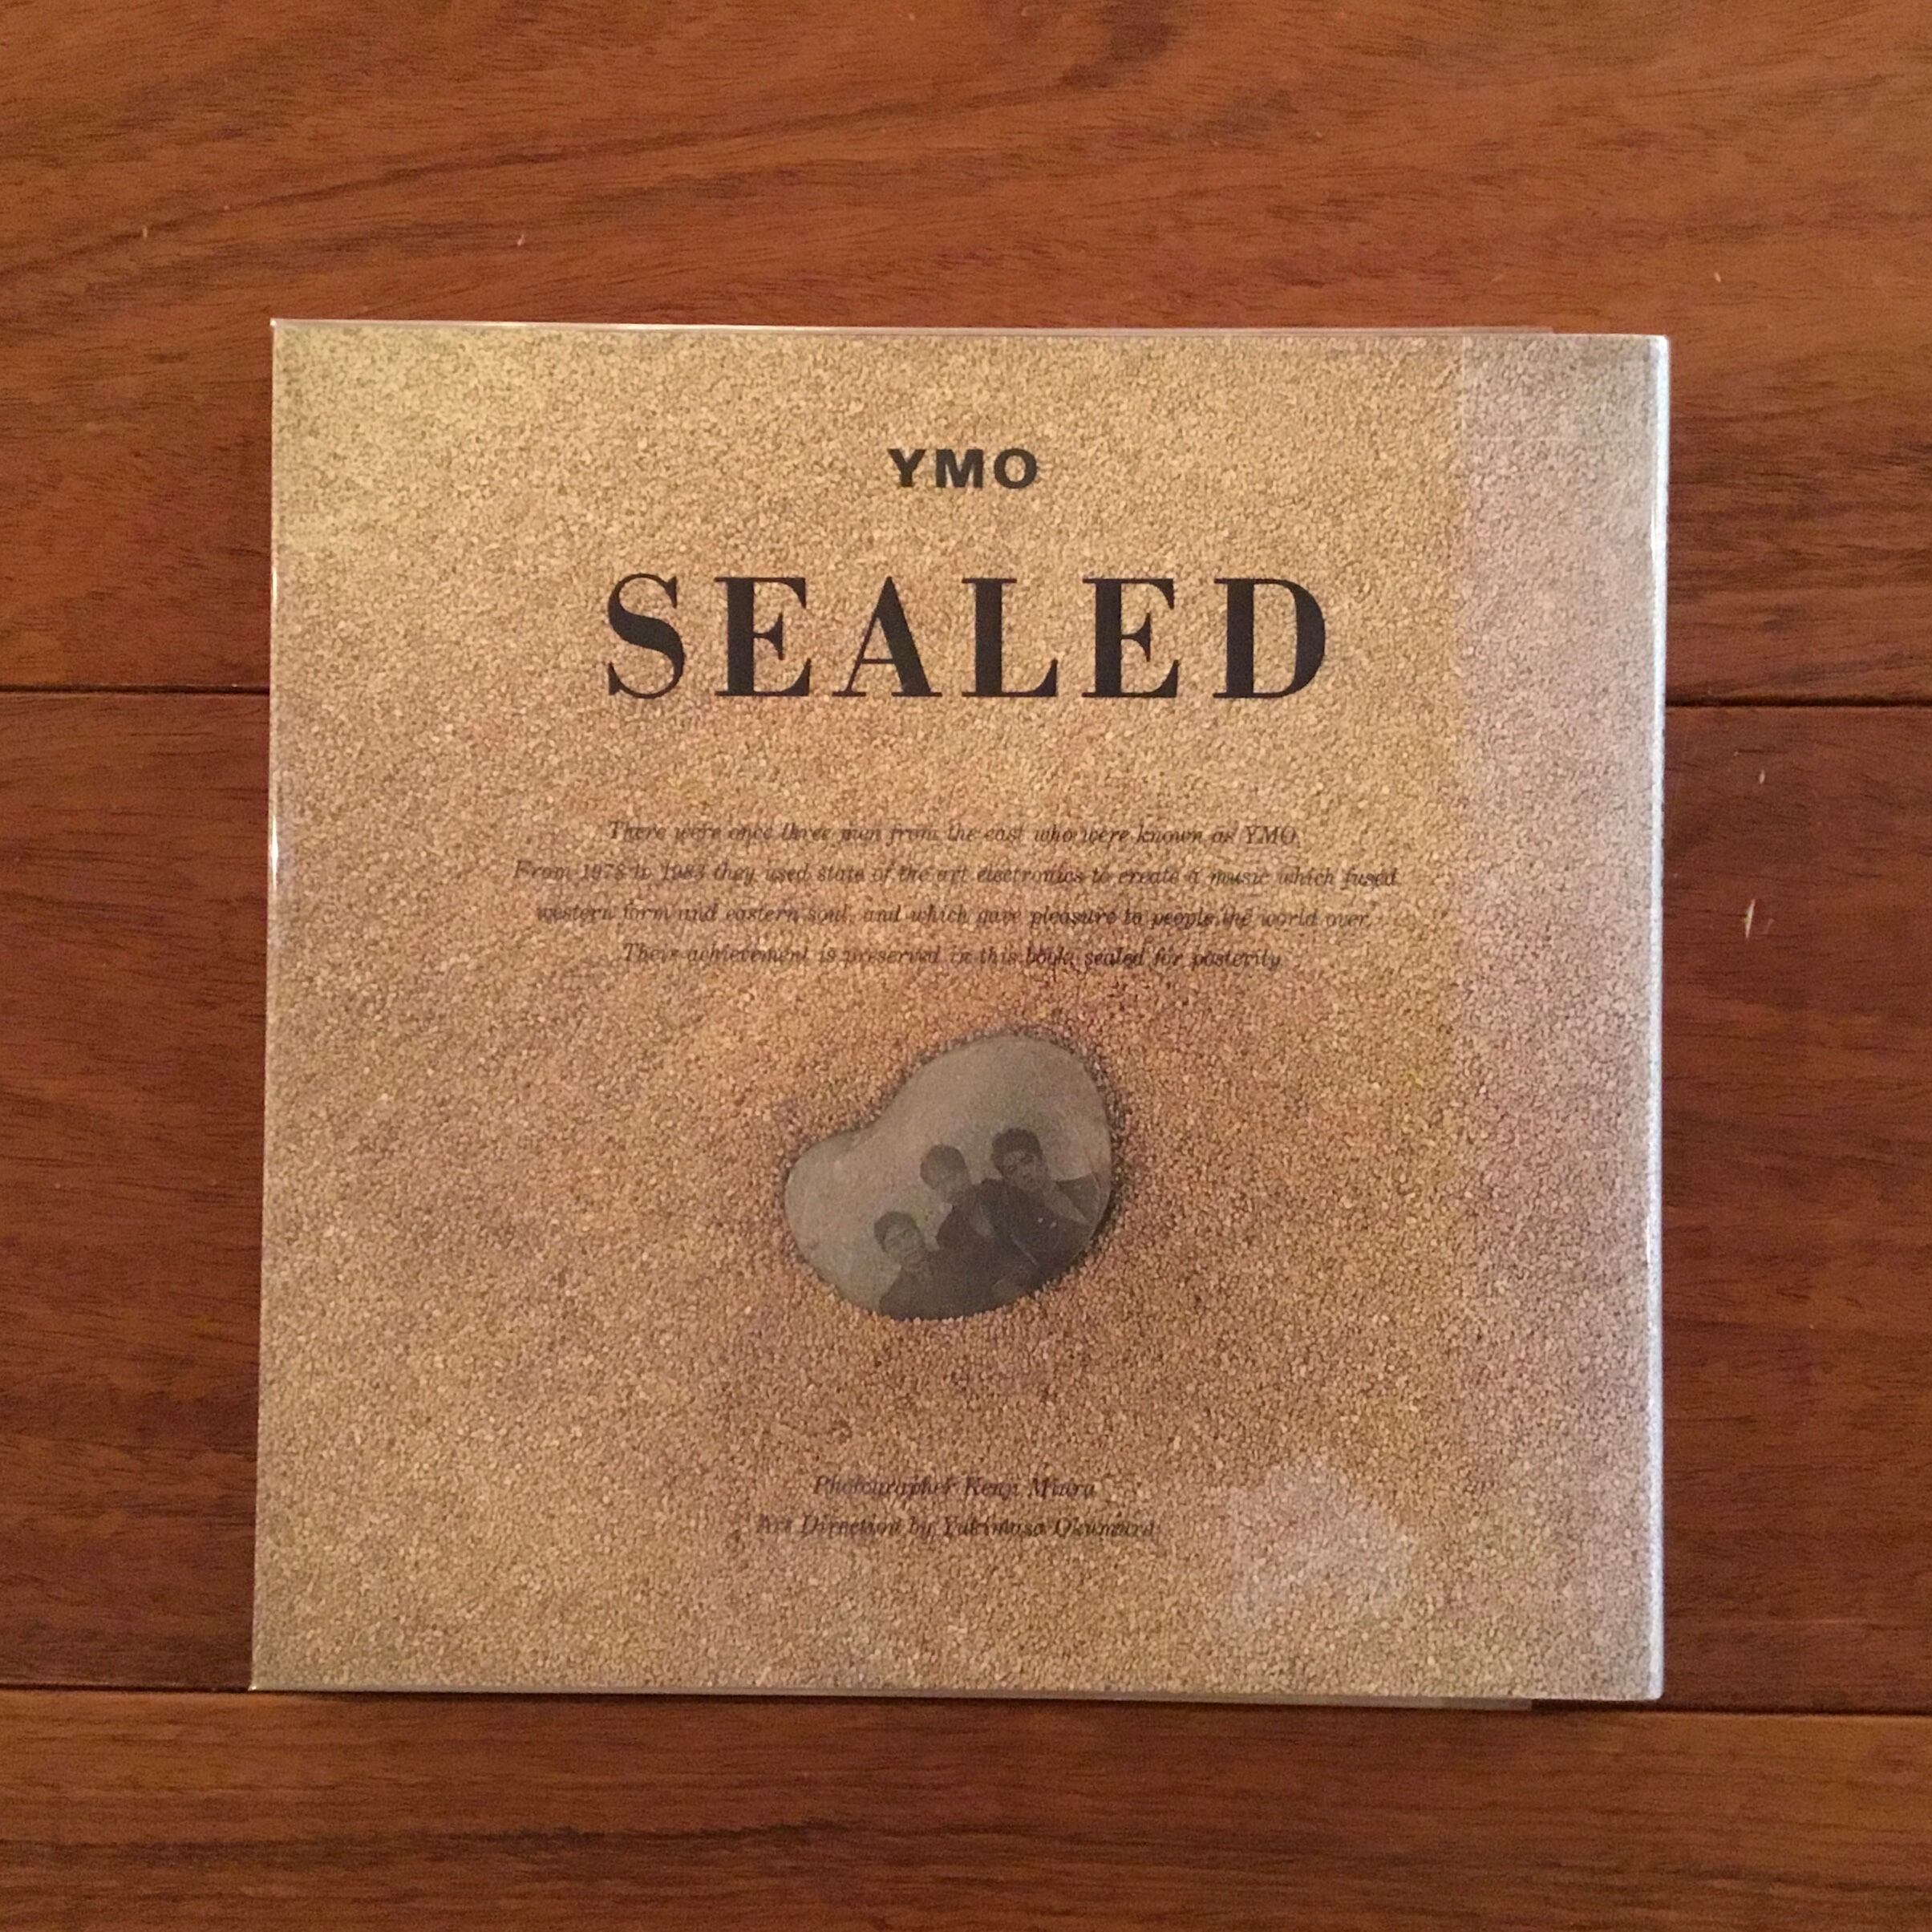 YMO
SEALED
There were once three men from the east who were known as YMO.
From 1978 to 1983 they used state of the art electronics to create a music which fused
western form and eastern soul, and which gave pleasure to people the world over.
Their achievement is preserved in this book, sealed for posterity.
Photographer Kenji Miura
Art Direction by Yukimasa Okumura